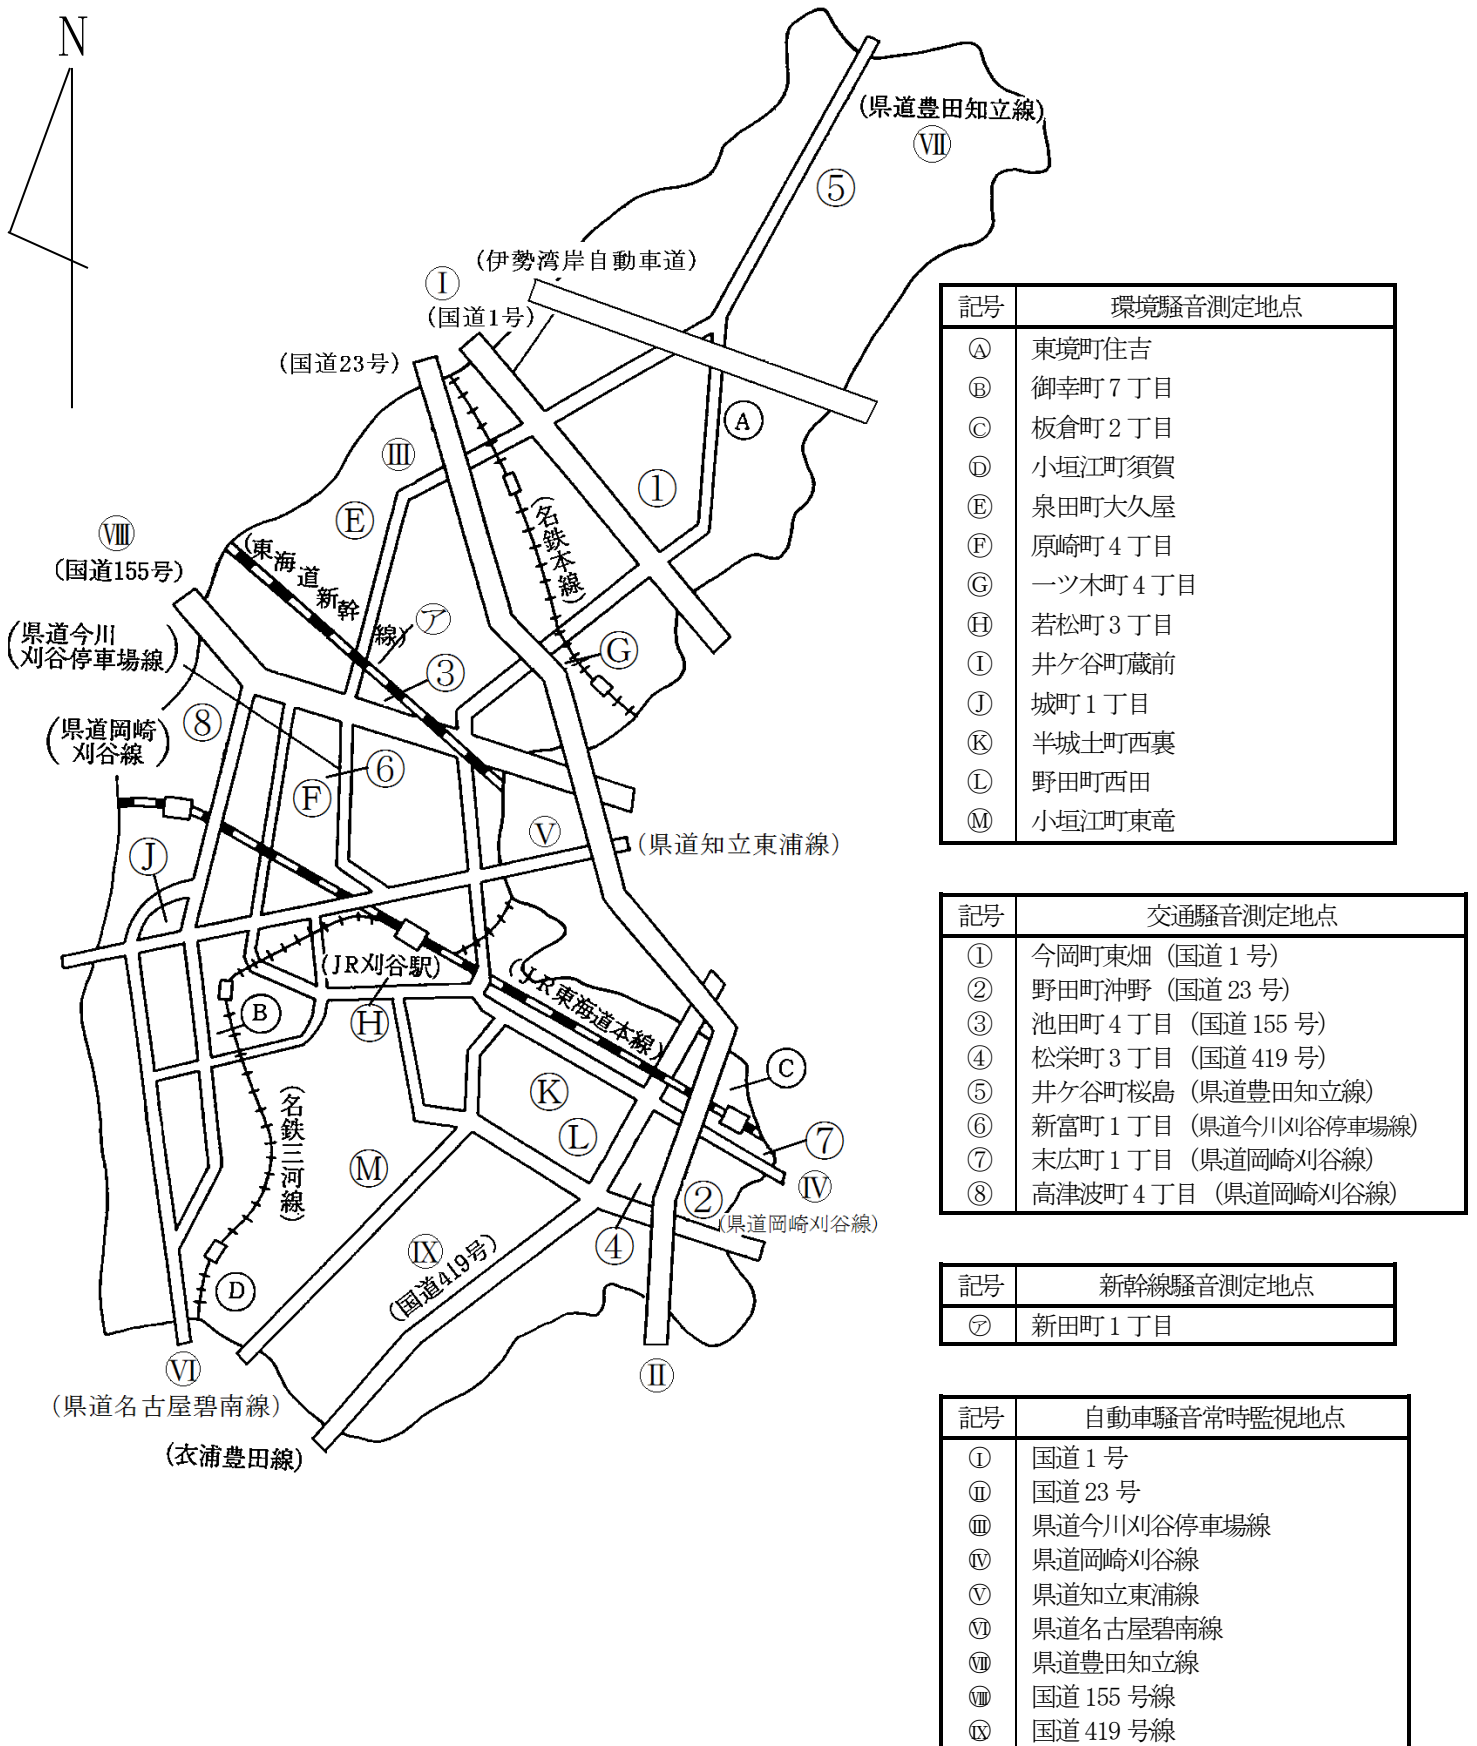 N
(県道豊田知立線)
Ⅶ
⑤
(伊勢湾岸自動車道)
Ⅰ
(国道1号)
(国道23号)
Ⓐ
Ⅲ
①
Ⓔ
(名鉄本線)
Ⅷ
(国道155号)
(東海道新幹線)
㋐
(県道今川
刈谷停車場線)
Ⓖ
③
⑧
(県道岡崎
刈谷線)
⑥
Ⓕ
Ⅴ
(県道知立東浦線)
Ⓙ
(JR刈谷駅)
(JR東海道本線)
Ⓑ
Ⓗ
Ⓒ
Ⓚ
(名鉄三河線)
Ⓛ
⑦
Ⓜ
Ⅳ
②
(県道岡崎刈谷線)
④
Ⅸ
(国道419号)
Ⓓ
Ⅵ
Ⅱ
(県道名古屋碧南線)
(衣浦豊田線)
記号 環境騒音測定地点
Ⓐ 東境町住吉
Ⓑ 御幸町7丁目
Ⓒ 板倉町2丁目
Ⓓ 小垣江町須賀
Ⓔ 泉田町大久屋
Ⓕ 原崎町4丁目
Ⓖ 一ツ木町4丁目
Ⓗ 若松町3丁目
Ⓘ 井ケ谷町蔵前
Ⓙ 城町1丁目
Ⓚ 半城土町西裏
Ⓛ 野田町西田
Ⓜ 小垣江町東竜
記号 交通騒音測定地点
① 今岡町東畑(国道1号)
② 野田町沖野(国道23号)
③ 池田町4丁目(国道155号)
④ 松栄町3丁目(国道419号)
⑤ 井ケ谷町桜島(県道豊田知立線)
⑥ 新富町1丁目(県道今川刈谷停車場線)
⑦ 末広町1丁目(県道岡崎刈谷線)
⑧ 高津波町4丁目(県道岡崎刈谷線)
記号 新幹線騒音測定地点
㋐ 新田町1丁目
記号 自動車騒音常時監視地点
Ⅰ 国道1号
Ⅱ 国道23号
Ⅲ 県道今川刈谷停車場線
Ⅳ 県道岡崎刈谷線
Ⅴ 県道知立東浦線
Ⅵ 県道名古屋碧南線
Ⅶ 県道豊田知立線
Ⅷ 国道155号線
Ⅸ 国道419号線